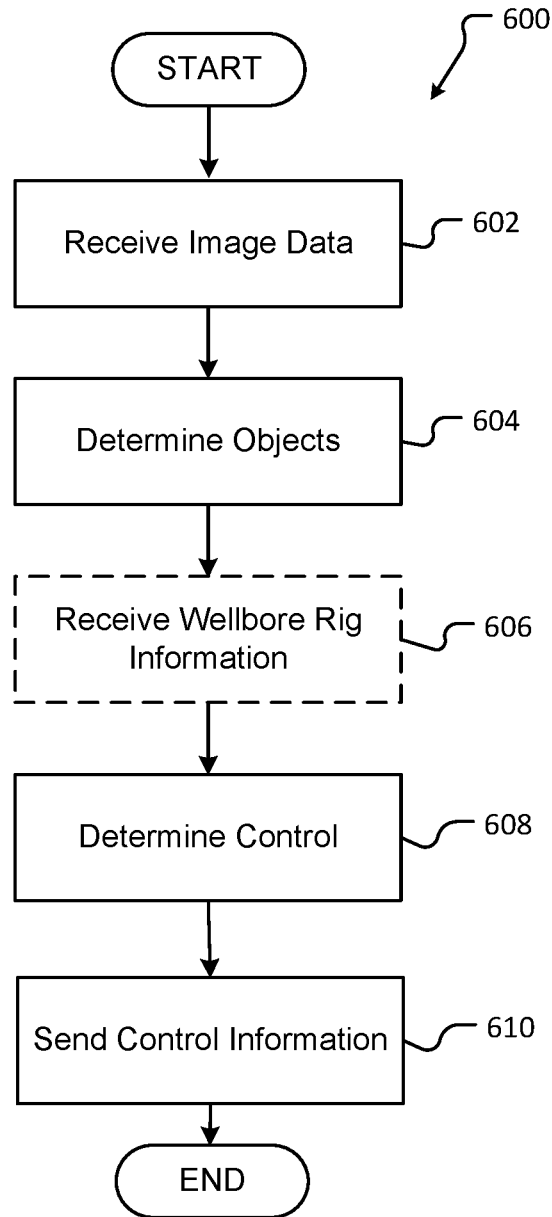 600
START
Receive Image Data
602
Determine Objects
604
Receive Wellbore Rig
Information
606
Determine Control
608
Send Control Information
610
END